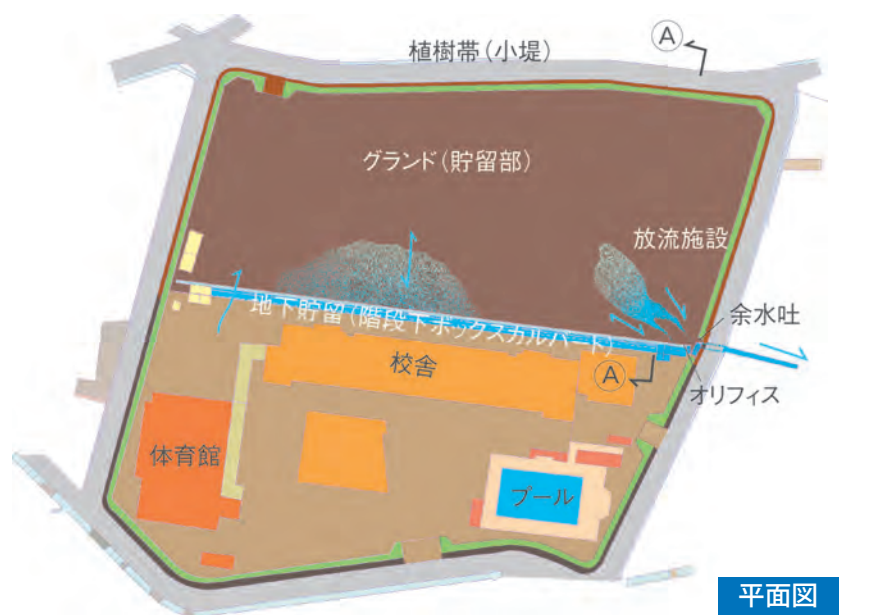 植樹帯(小堤)
A
グランド(貯留部)
放流施設
余水吐
地下貯留(階段下ボックスカルバート)
校舎
A
オリフィス
体育館
プール
平面図